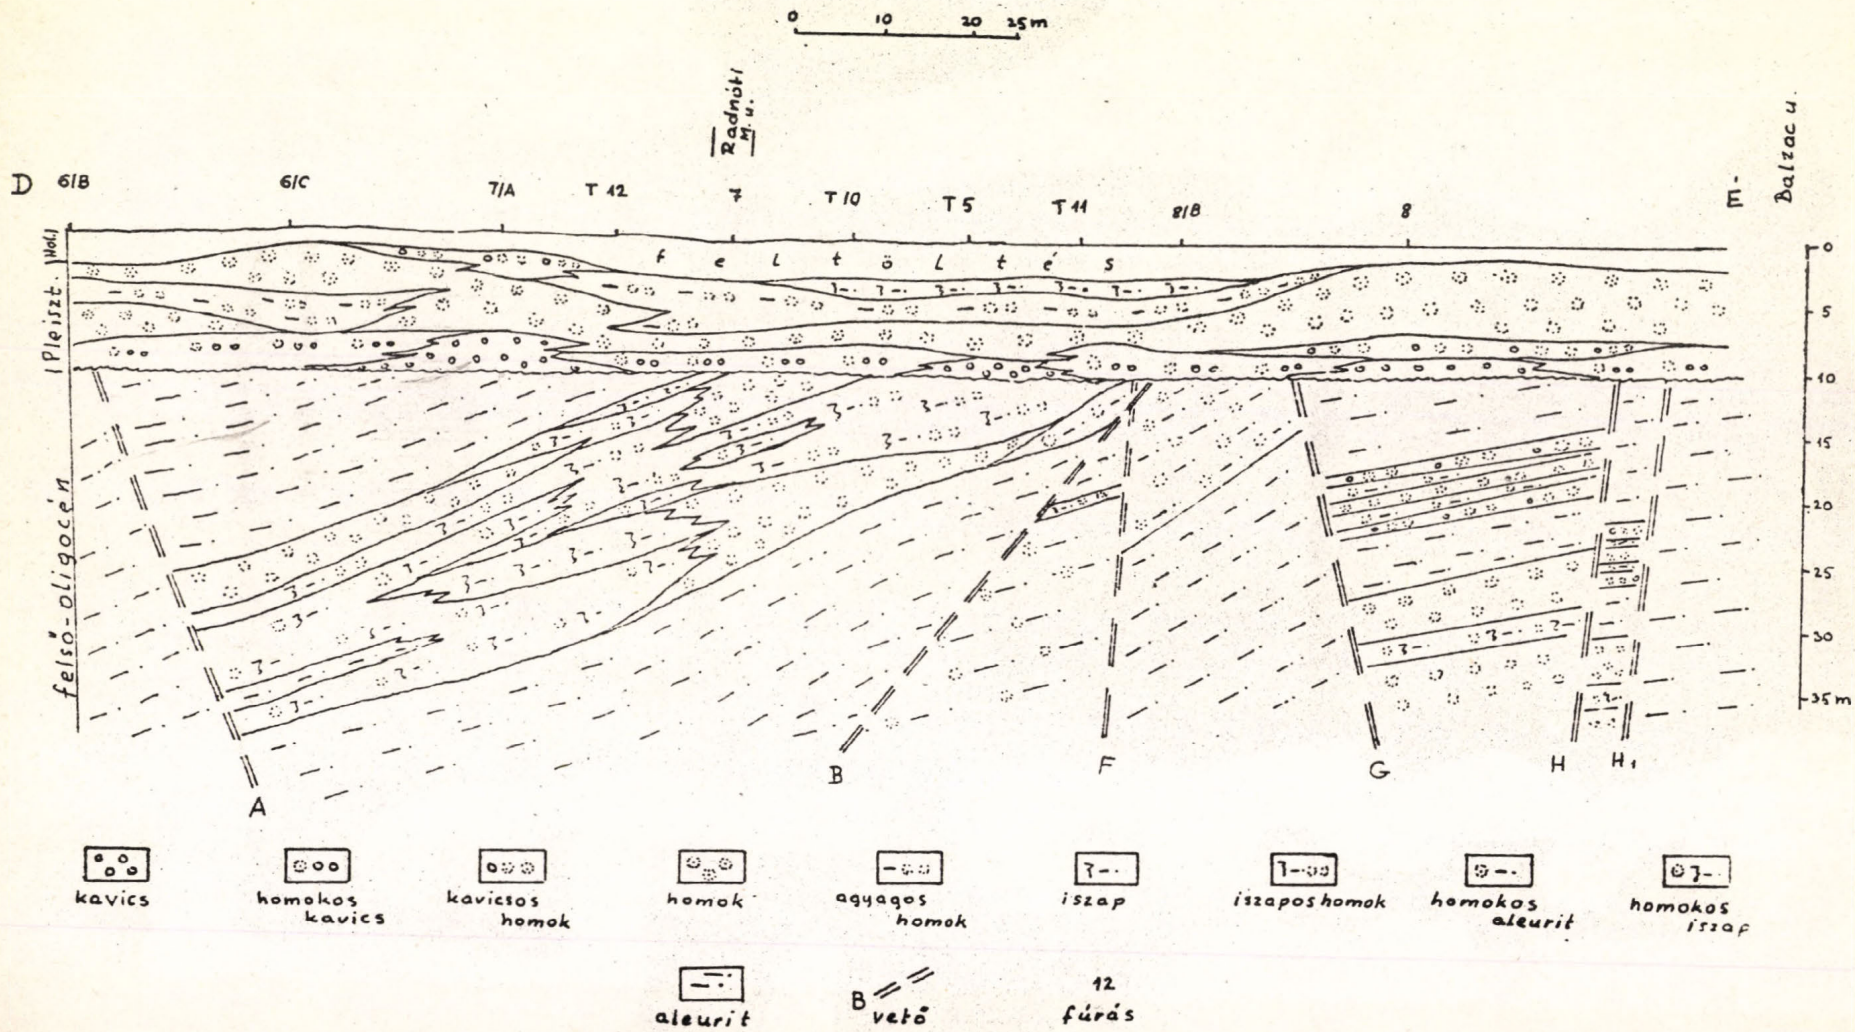 0 10 20 25m
Radnóti
M. u.
Balzac u.
D 6/B 6/C 7/A T 12 7 T 10 T 5 T 11 8/B 8 E
feltöltés
Hol.
Pleiszt
felső-oligocén
0
5
10
15
20
25
30
35m
A B F G H H1
kavics
homokos
kavics
kavicsos
homok
homok
agyagos
homok
iszap
iszapos homok
homokos
aleurit
homokos
iszap
aleurit
B
vető
12
fúrás